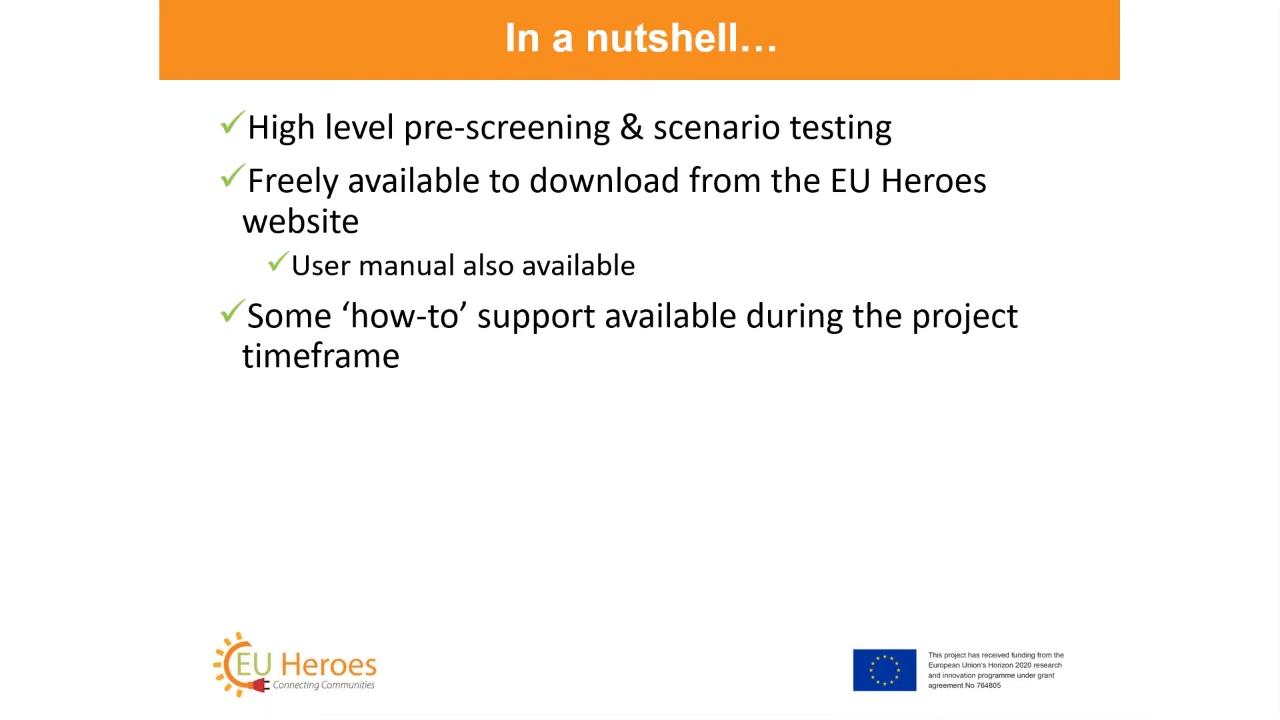 In a nutshell…
✓High level pre-screening & scenario testing
✓Freely available to download from the EU Heroes
website
✓User manual also available
✓Some ‘how-to’ support available during the project
timeframe
EU Heroes
Connecting Communities
This project has received funding from the
European Union's Horizon 2020 research
and innovation programme under grant
agreement No 764805